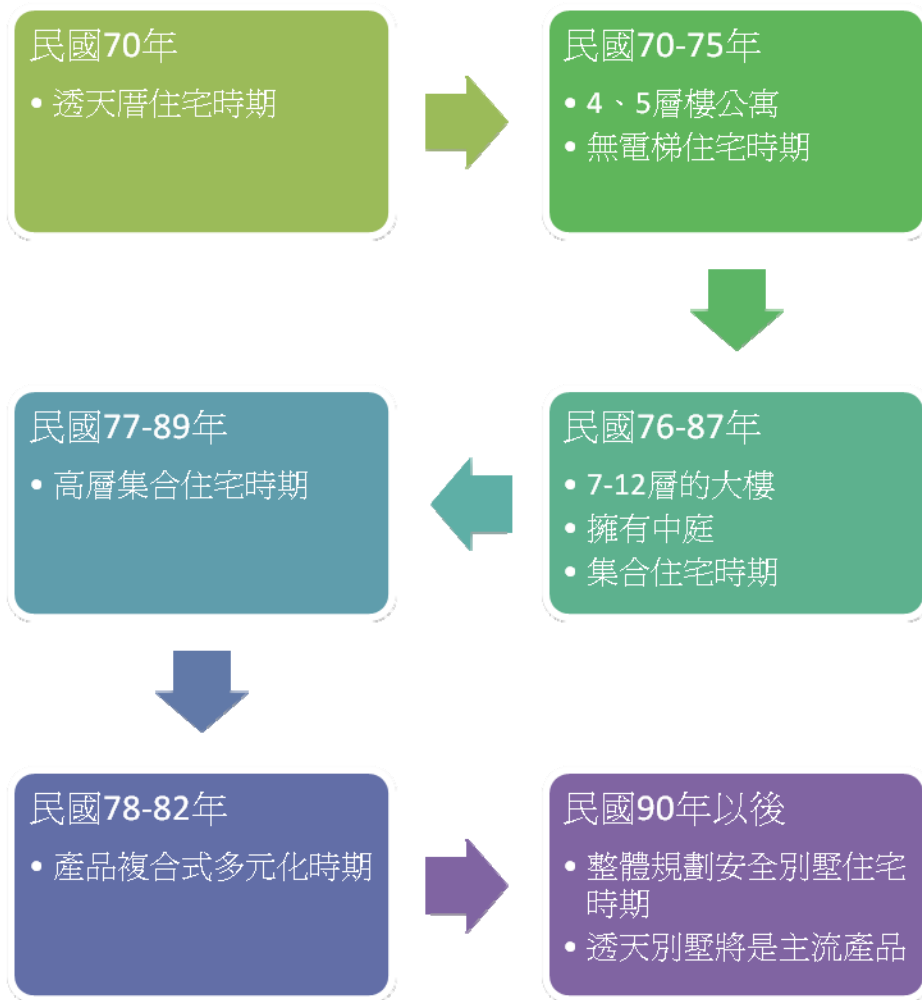 民國70年
• 透天厝住宅時期
民國70-75年
• 4、5層樓公寓
• 無電梯住宅時期
民國76-87年
• 7-12層的大樓
• 擁有中庭
• 集合住宅時期
民國77-89年
• 高層集合住宅時期
民國78-82年
• 產品複合式多元化時期
民國90年以後
• 整體規劃安全別墅住宅
時期
• 透天別墅將是主流產品